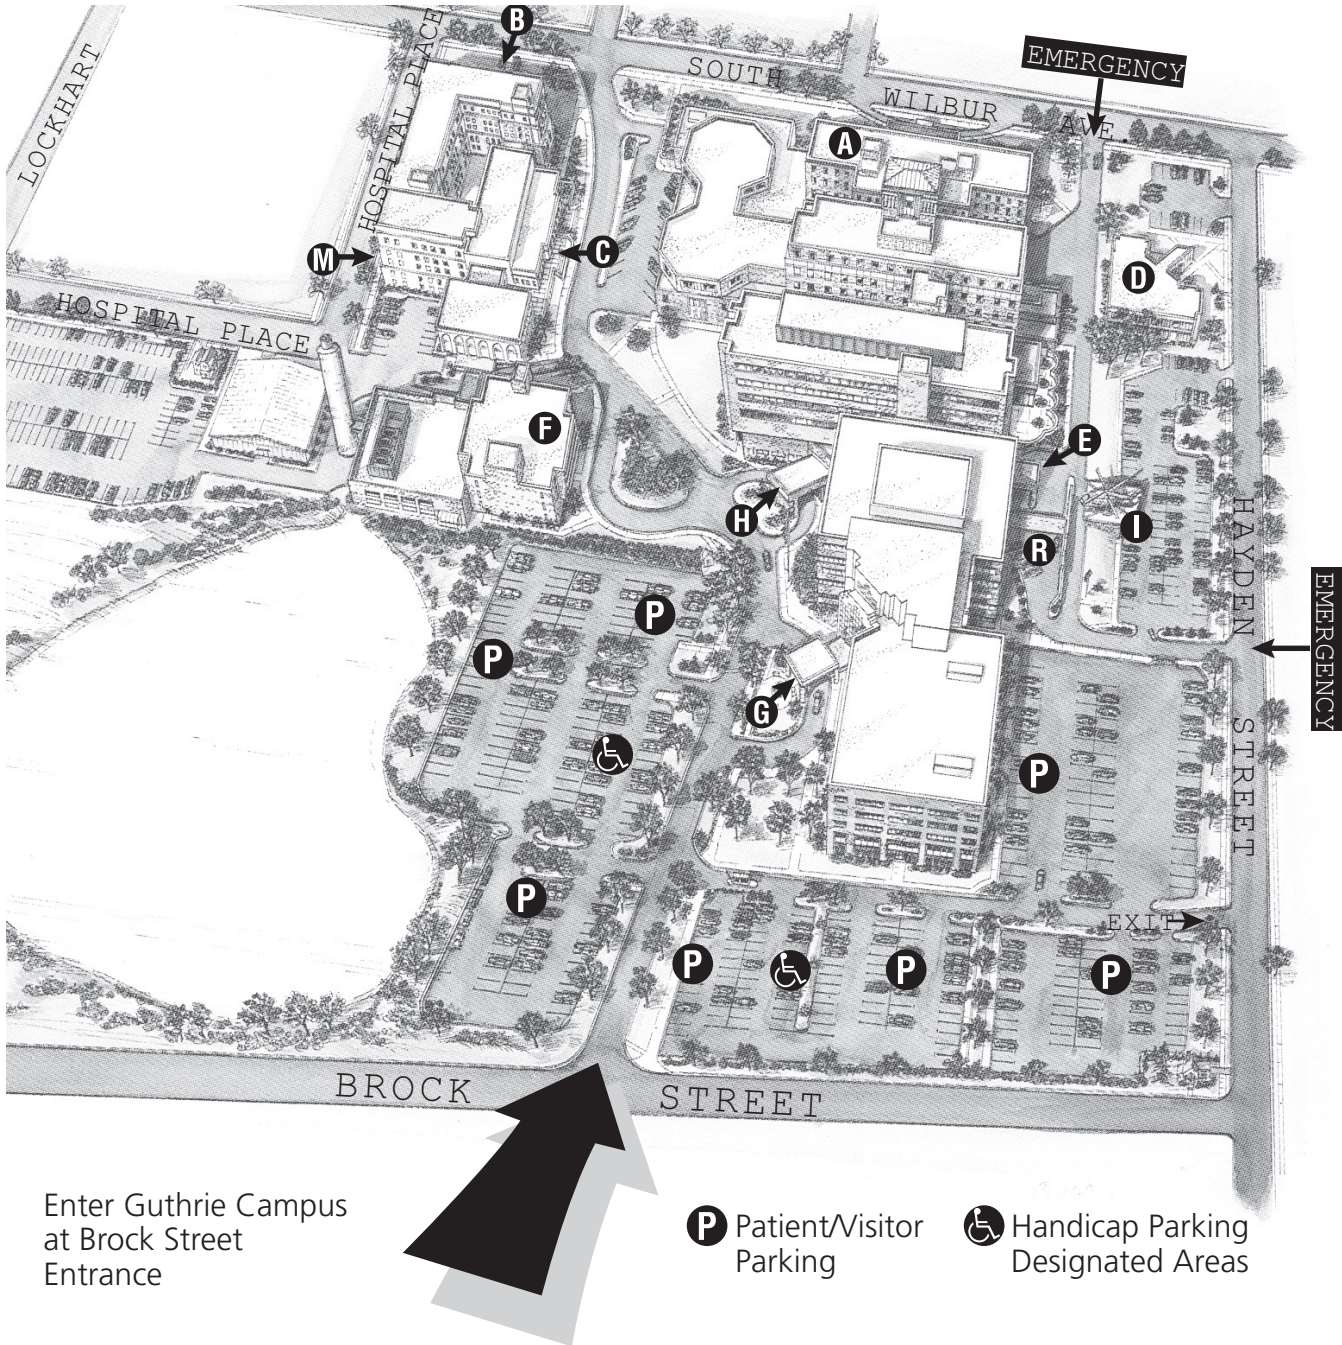 B
EMERGENCY
LOCKHART
HOSPITAL PLACE
SOUTH WILBUR AVE.
A
M
C
D
HOSPITAL PLACE
F
E
H
I
R
HAYDEN STREET
EMERGENCY
P
P
G
P
P
EXIT
P
P
P
BROCK STREET
Enter Guthrie Campus
at Brock Street
Entrance
P Patient/Visitor
Parking
Handicap Parking
Designated Areas